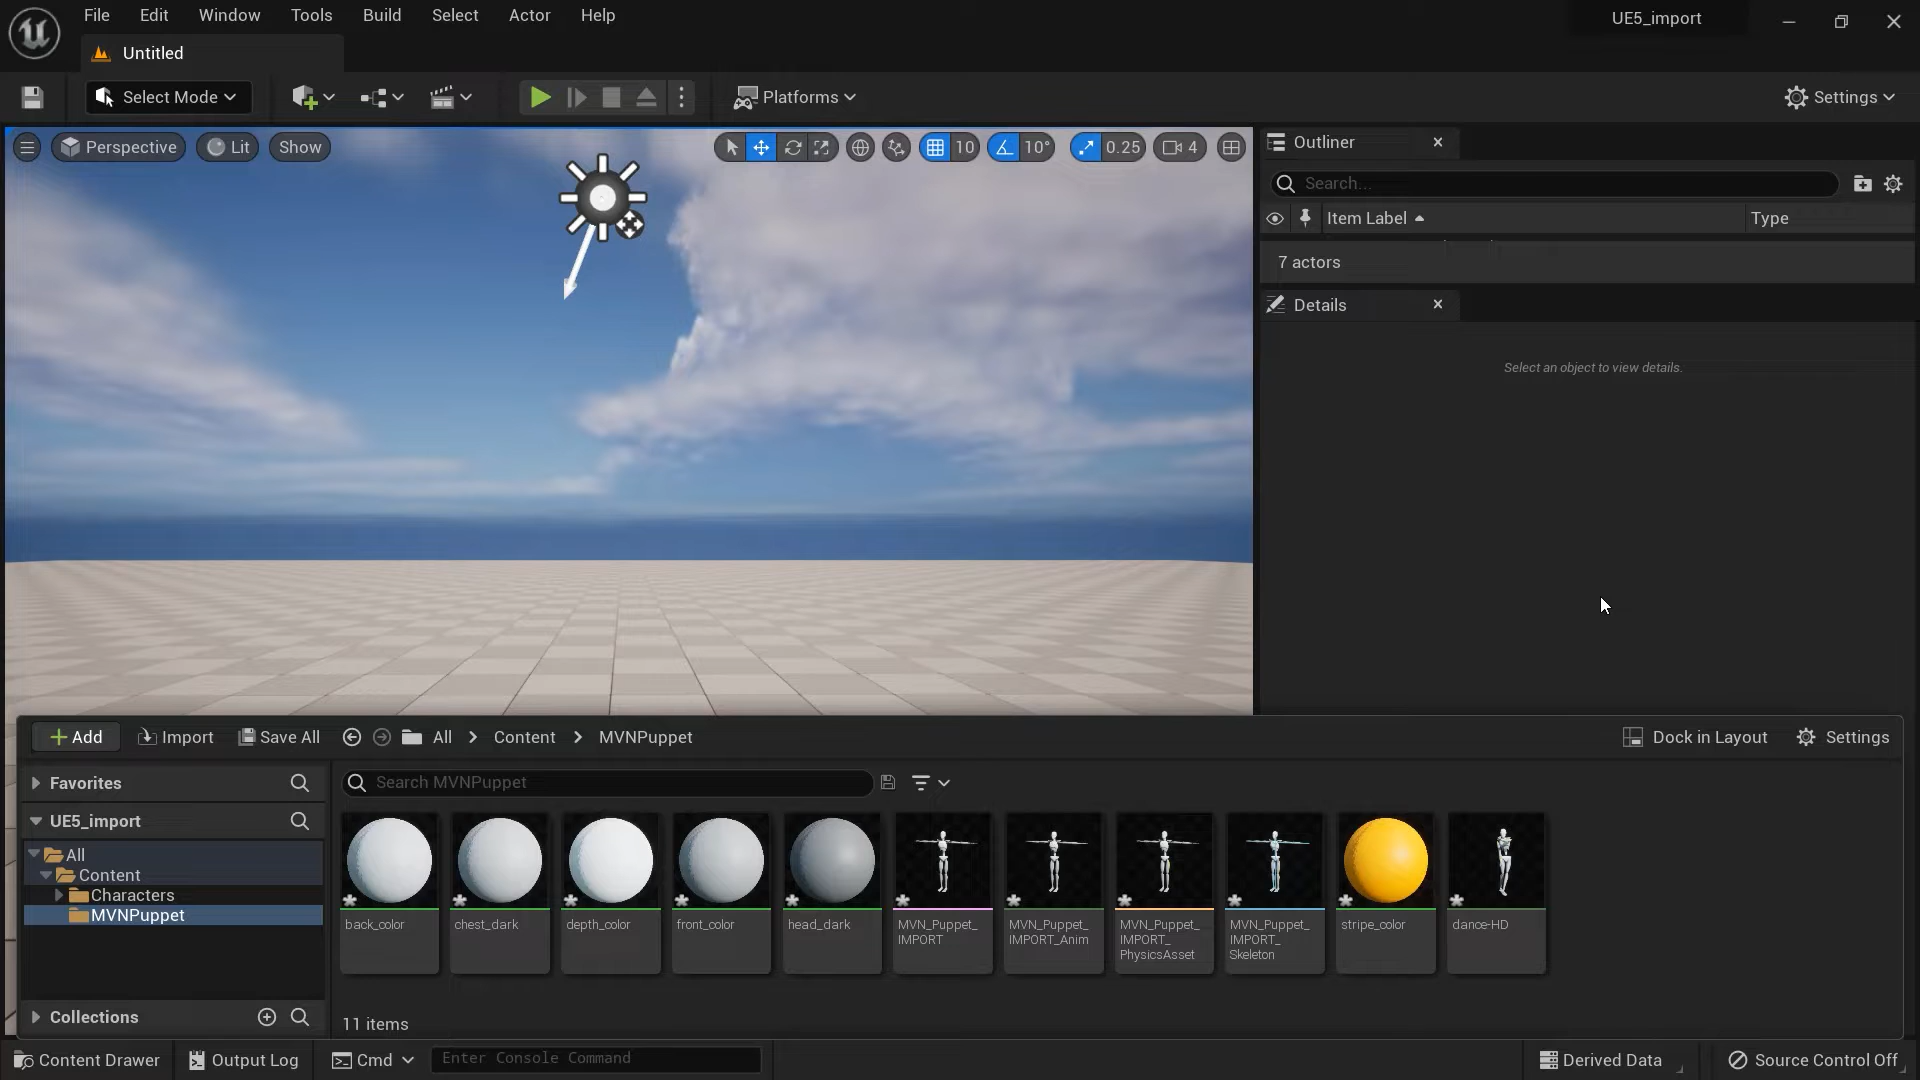 File Edit Window Tools Build Select Actor Help UE5_import
Untitled
Select Mode Platforms Settings
Perspective Lit Show 10 10° 0.25 4
Outliner
Search...
Item Label Type
7 actors
Details
Select an object to view details.
Add Import Save All All Content MVNPuppet Dock in Layout Settings
Favorites
Search MVNPuppet
UE5_import
All
Content
Characters
MVNPuppet
back_color
chest_dark
depth_color
front_color
head_dark
MVN_Puppet_
IMPORT
MVN_Puppet_
IMPORT_Anim
MVN_Puppet_
IMPORT_
PhysicsAsset
MVN_Puppet_
IMPORT_
Skeleton
stripe_color
dance-HD
Collections
11 items
Content Drawer Output Log Cmd Enter Console Command Derived Data Source Control Off